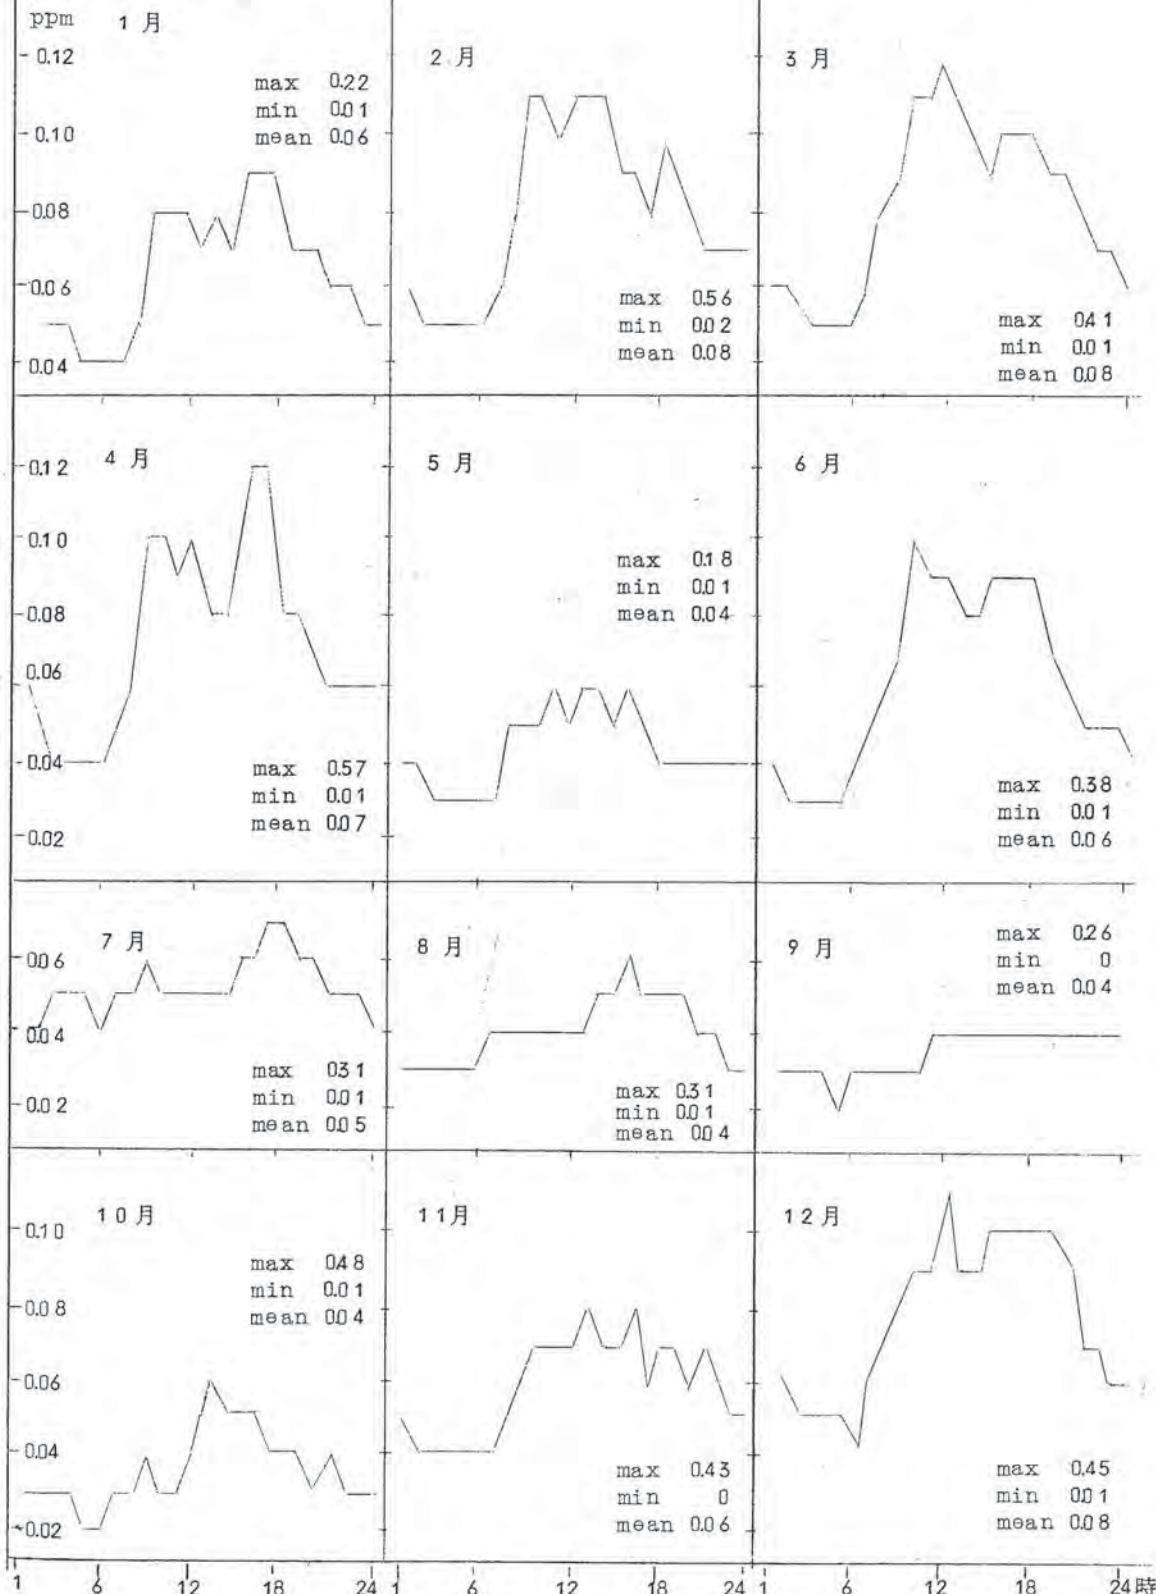 ppm
1月
0.12
0.10
0.08
0.06
0.04
max 0.22
min 0.01
mean 0.06
2月
max 0.56
min 0.02
mean 0.08
3月
max 0.41
min 0.01
mean 0.08
4月
0.12
0.10
0.08
0.06
0.04
0.02
max 0.57
min 0.01
mean 0.07
5月
max 0.18
min 0.01
mean 0.04
6月
max 0.38
min 0.01
mean 0.06
7月
0.06
0.04
0.02
max 0.31
min 0.01
mean 0.05
8月
max 0.31
min 0.01
mean 0.04
9月
max 0.26
min 0
mean 0.04
10月
0.10
0.08
0.06
0.04
0.02
max 0.48
min 0.01
mean 0.04
11月
max 0.43
min 0
mean 0.06
12月
max 0.45
min 0.01
mean 0.08
1 6 12 18 24 1 6 12 18 24 1 6 12 18 24時